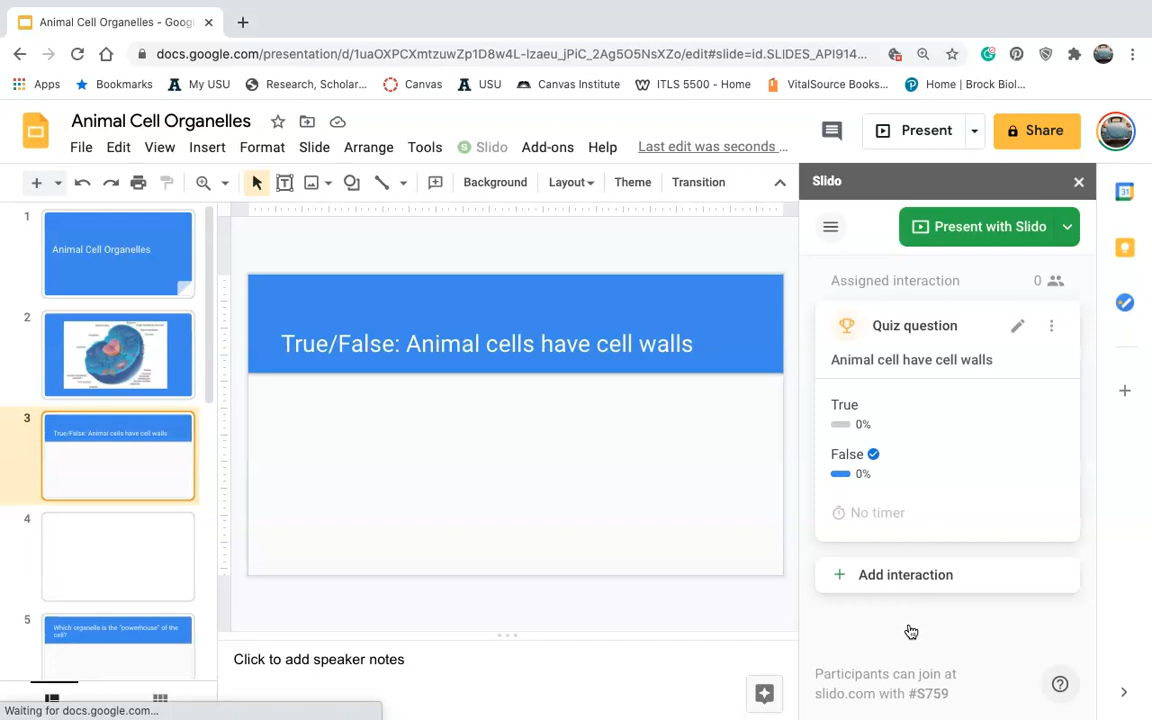 Animal Cell Organelles - Goog
docs.google.com/presentation/d/1uaOXPCXmtzuwZp1D8w4L-lzaeu_jPiC_2Ag5O5NsXZo/edit#slide=id.SLIDES_API914...
Apps Bookmarks My USU Research, Scholar... Canvas USU Canvas Institute ITLS 5500 - Home VitalSource Books... Home | Brock Biol...
Animal Cell Organelles
Present Share
File Edit View Insert Format Arrange Tools Slido Add-ons Help Last edit was seconds ...
Background Layout Theme Transition
Slido
31
1
Animal Cell Organelles
Present with Slido
Assigned interaction 0
2
Quiz question
True/False: Animal cells have cell walls
Animal cell have cell walls
3
True/False: Animal cells have cell walls
True
0%
False
0%
No timer
4
Add interaction
5
Which organelle is the "powerhouse" of the
cell?
Click to add speaker notes
Participants can join at
slido.com with #S759
Waiting for docs.google.com...